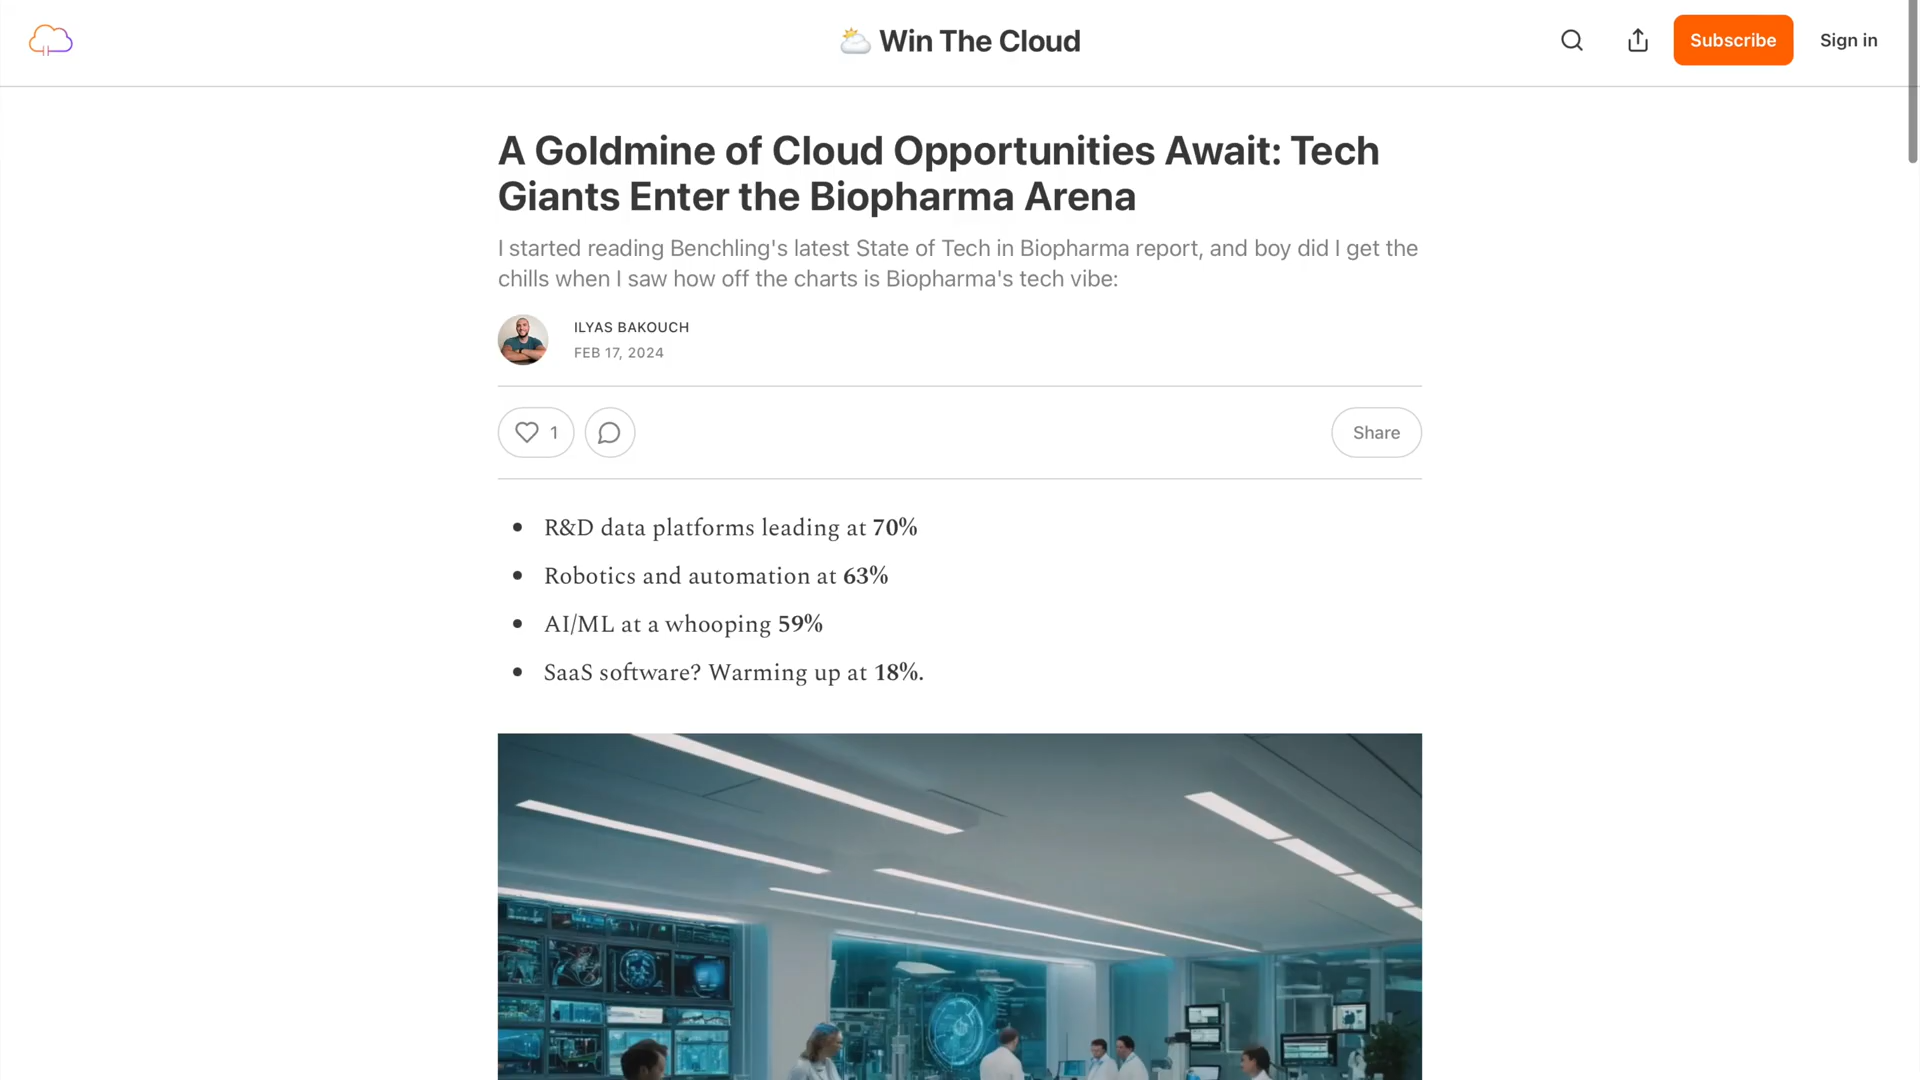 Win The Cloud
Subscribe
Sign in
A Goldmine of Cloud Opportunities Await: Tech
Giants Enter the Biopharma Arena
I started reading Benchling's latest State of Tech in Biopharma report, and boy did I get the
chills when I saw how off the charts is Biopharma's tech vibe:
ILYAS BAKOUCH
FEB 17, 2024
1
Share
R&D data platforms leading at 70%
Robotics and automation at 63%
AI/ML at a whooping 59%
SaaS software? Warming up at 18%.